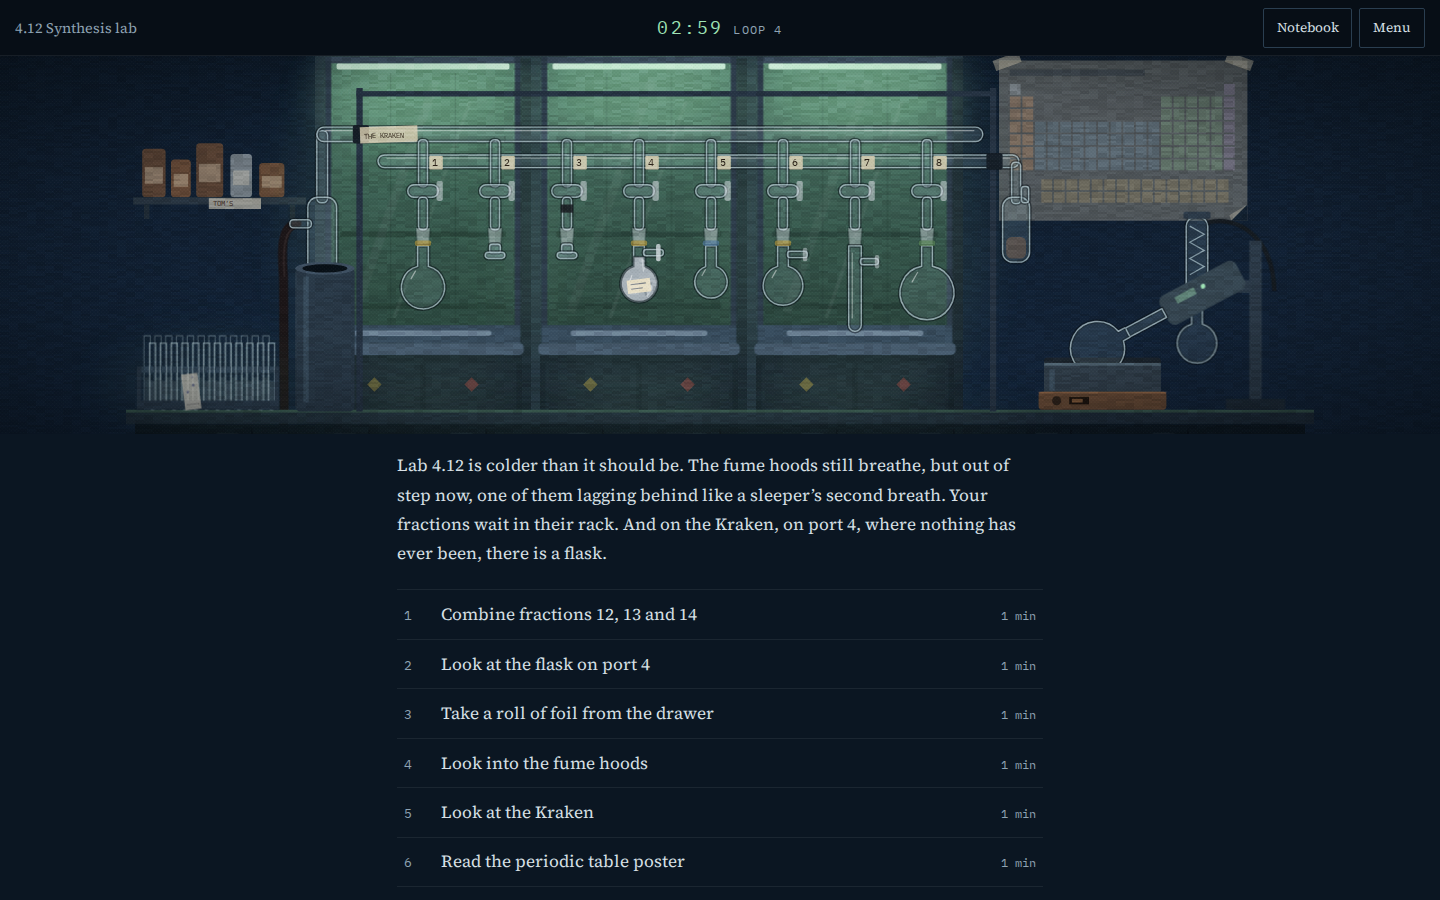 4.12 Synthesis lab
02:59 LOOP 4
Notebook
Menu
THE KRAKEN
1 2 3 4 5 6 7 8
TOM'S
Lab 4.12 is colder than it should be. The fume hoods still breathe, but out of
step now, one of them lagging behind like a sleeper’s second breath. Your
fractions wait in their rack. And on the Kraken, on port 4, where nothing has
ever been, there is a flask.
1 Combine fractions 12, 13 and 14 1 min
2 Look at the flask on port 4 1 min
3 Take a roll of foil from the drawer 1 min
4 Look into the fume hoods 1 min
5 Look at the Kraken 1 min
6 Read the periodic table poster 1 min